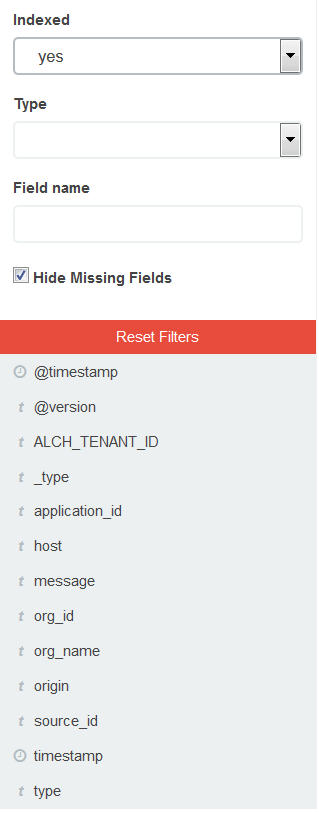 Indexed
yes
Type
Field name
Hide Missing Fields
Reset Filters
@timestamp
t @version
t ALCH_TENANT_ID
t _type
t application_id
t host
t message
t org_id
t org_name
t origin
t source_id
timestamp
t type